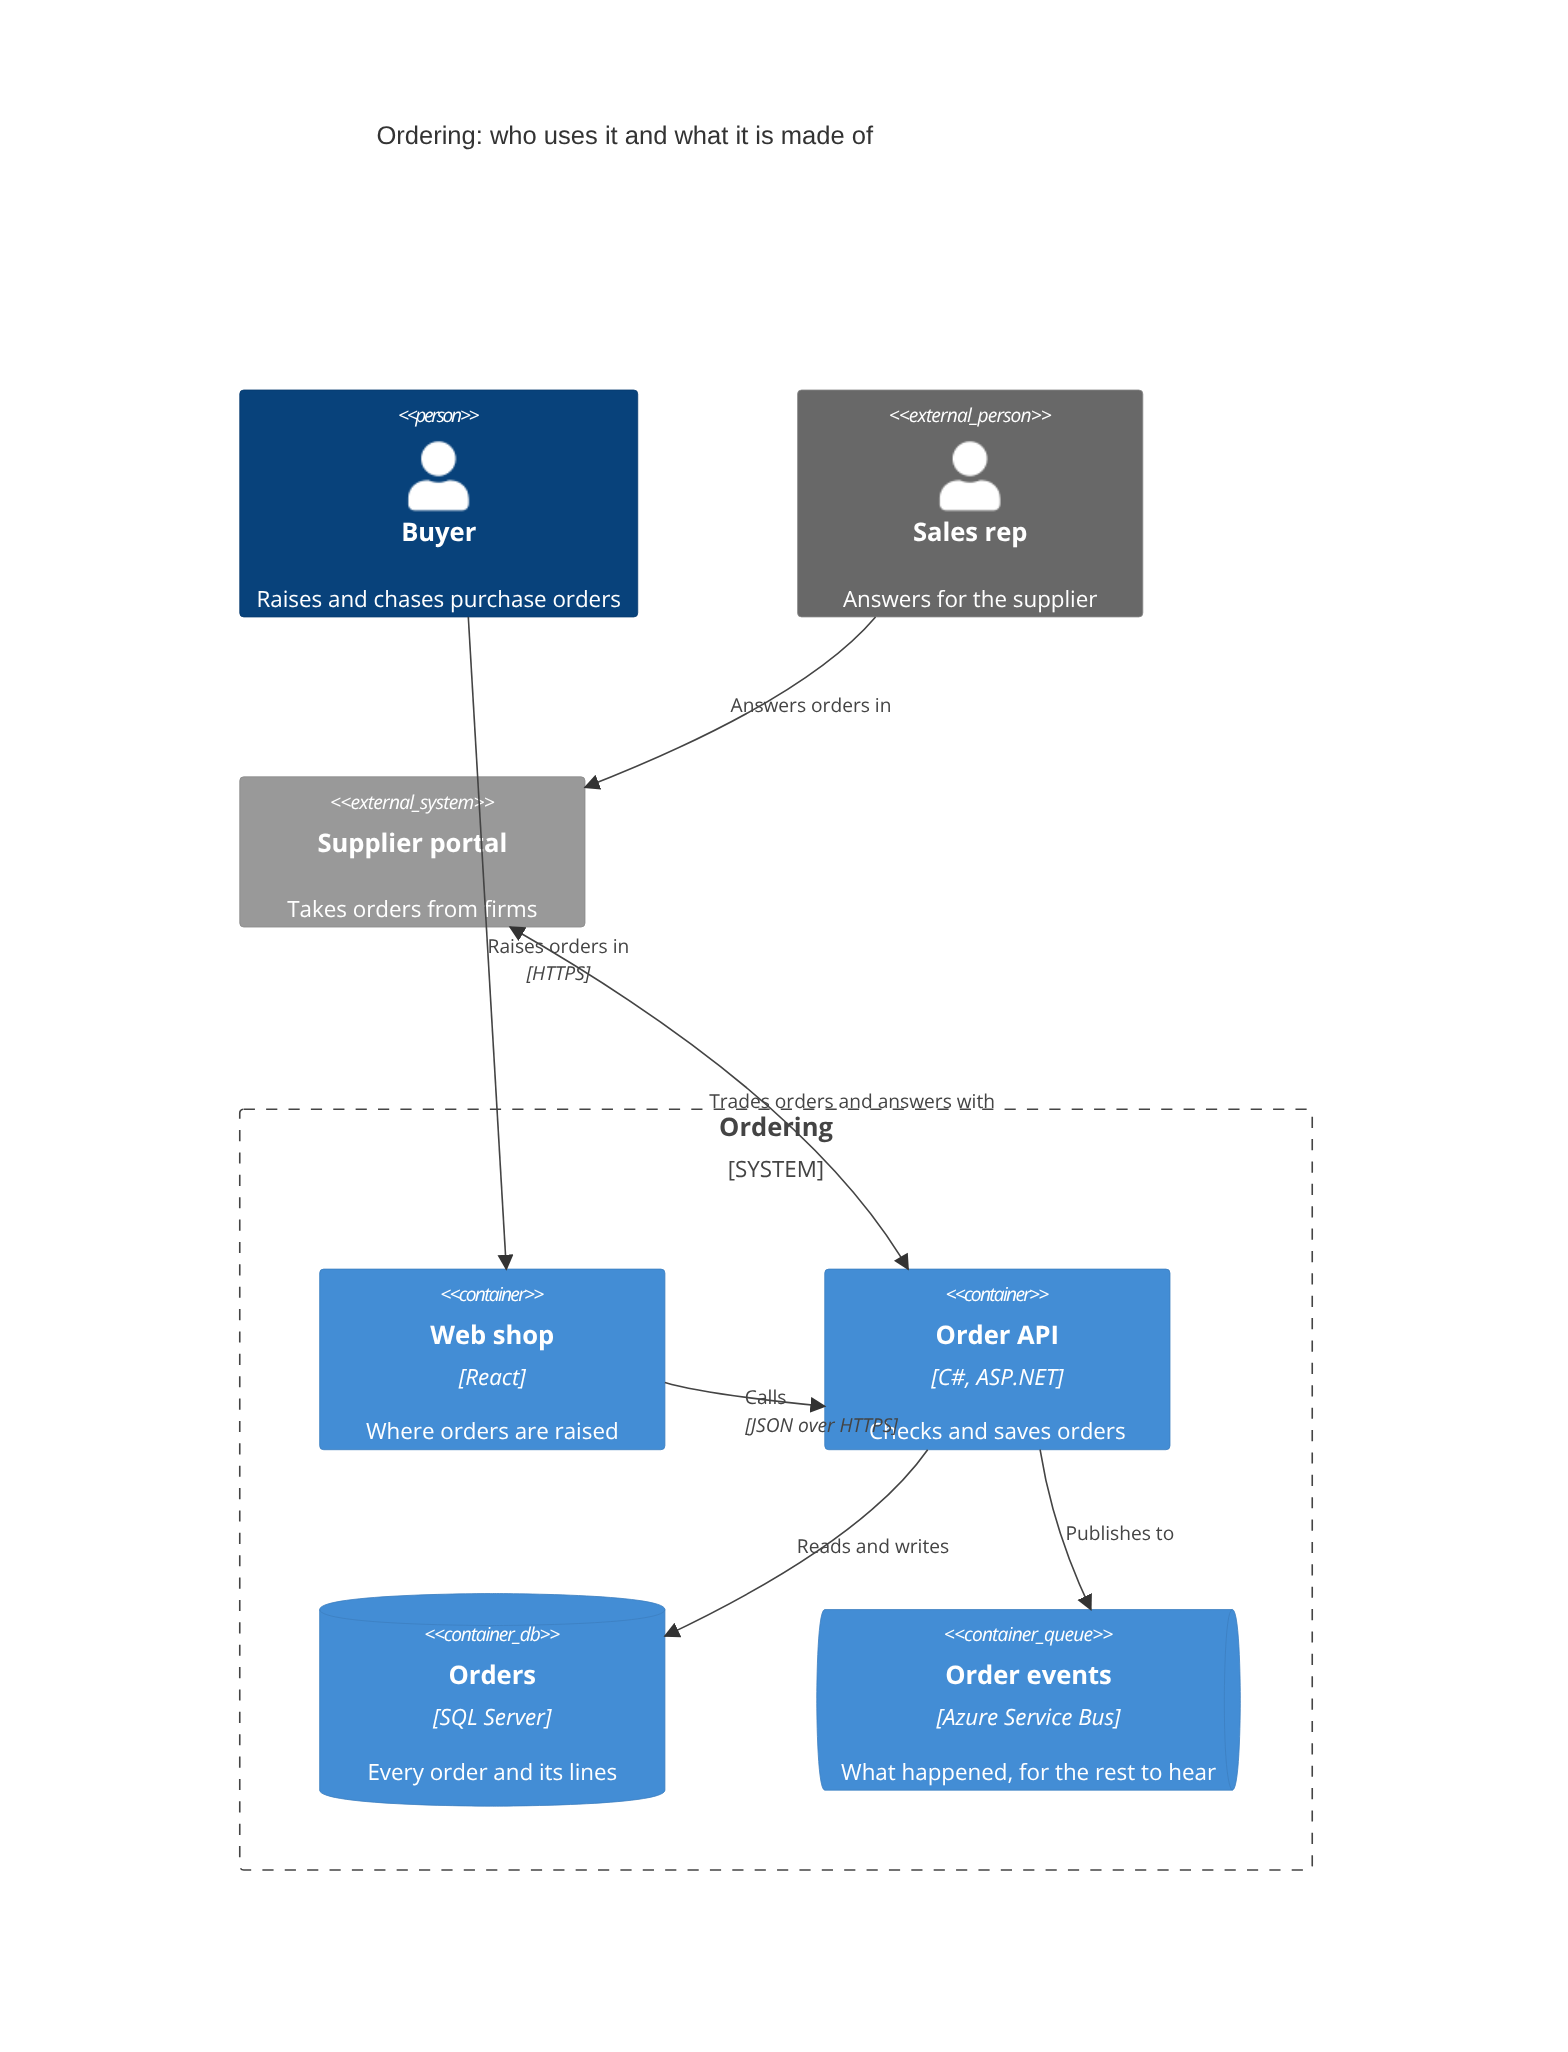 Ordering: who uses it and what it is made of
<<person>>
Buyer
Raises and chases purchase orders
<<external_person>>
Sales rep
Answers for the supplier
Answers orders in
<<external_system>>
Supplier portal
Takes orders from firms
Raises orders in
[HTTPS]
Trades orders and answers with
Ordering
[SYSTEM]
<<container>>
Web shop
[React]
Where orders are raised
Calls
[JSON over HTTPS]
<<container>>
Order API
[C#, ASP.NET]
Checks and saves orders
Reads and writes
Publishes to
<<container_db>>
Orders
[SQL Server]
Every order and its lines
<<container_queue>>
Order events
[Azure Service Bus]
What happened, for the rest to hear